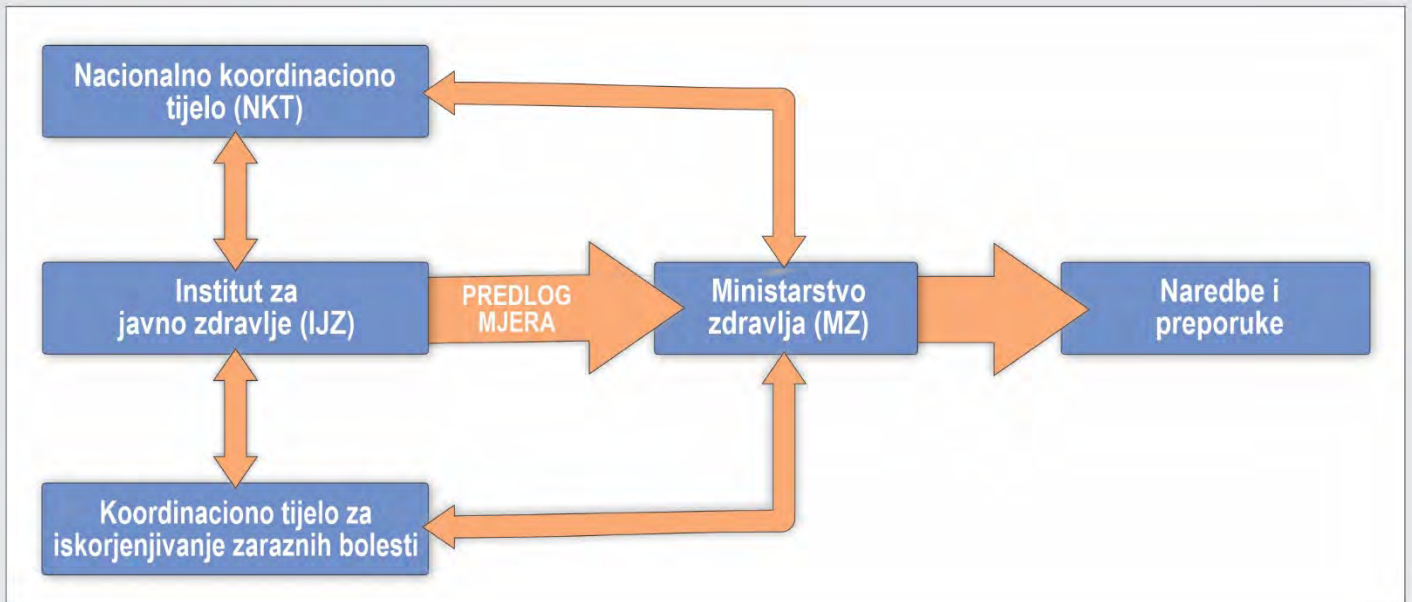 Nacionalno koordinaciono
tijelo (NKT)
Institut za
javno zdravlje (IJZ)
PREDLOG
MJERA
Ministarstvo
zdravlja (MZ)
Naredbe i
preporuke
Koordinaciono tijelo za
iskorjenjivanje zaraznih bolesti